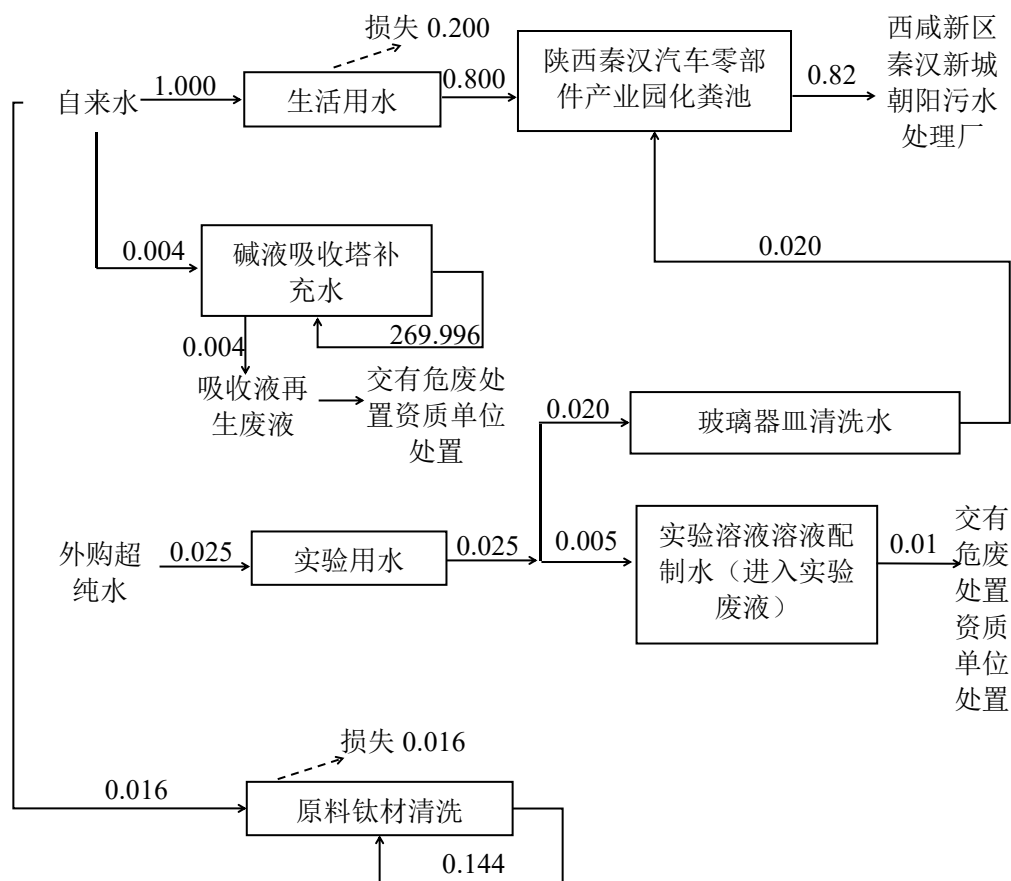 损失 0.200
自来水
1.000
生活用水
0.800
陕西秦汉汽车零部
件产业园化粪池
0.82
西咸新区
秦汉新城
朝阳污水
处理厂
0.004
碱液吸收塔补
充水
269.996
0.020
0.004
吸收液再
生废液
交有危废处
置资质单位
处置
0.020
玻璃器皿清洗水
外购超
纯水
0.025
实验用水
0.025
0.005
实验溶液溶液配
制水（进入实验
废液）
0.01
交有
危废
处置
资质
单位
处置
损失 0.016
0.016
原料钛材清洗
0.144